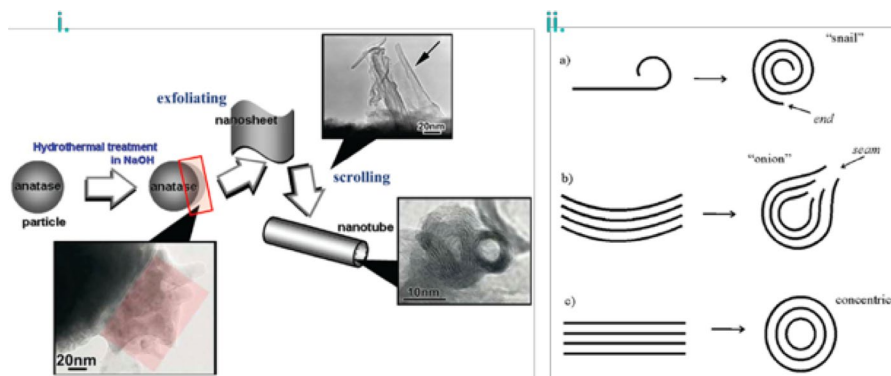 i.
exfoliating
nanosheet
Hydrothermal treatment
in NaOH
anatase
particle
anatase
20nm
scrolling
nanotube
10nm
20nm
ii.
a)
"snail"
end
b)
"onion"
seam
c)
concentric